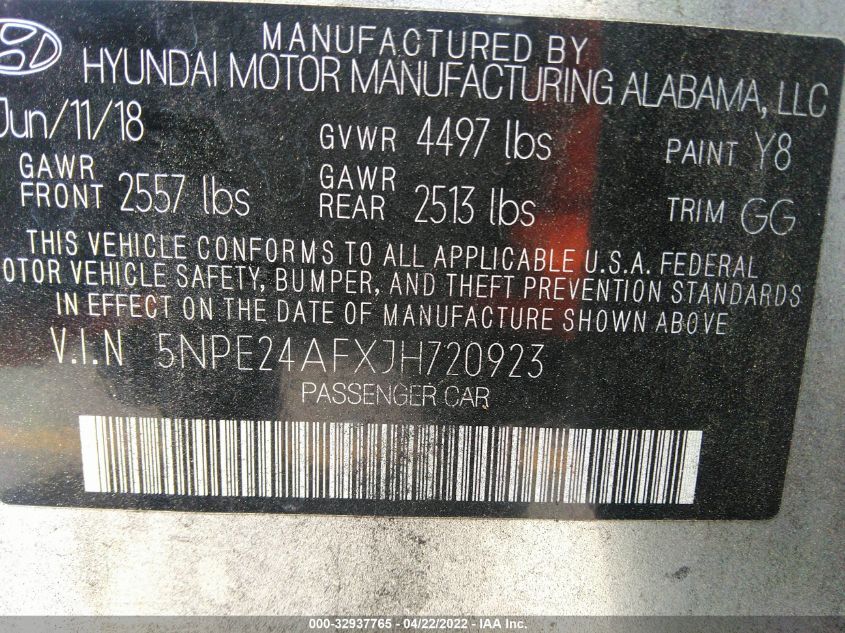 MANUFACTURED BY
HYUNDAI MOTOR MANUFACTURING ALABAMA, LLC
Jun/11/18 GVWR 4497 lbs PAINT Y8
GAWR FRONT 2557 lbs GAWR REAR 2513 lbs TRIM GG
THIS VEHICLE CONFORMS TO ALL APPLICABLE U.S.A. FEDERAL
OTOR VEHICLE SAFETY, BUMPER, AND THEFT PREVENTION STANDARDS
IN EFFECT ON THE DATE OF MANUFACTURE SHOWN ABOVE
V.I.N 5NPE24AFXJH720923
PASSENGER CAR
000-32937765 - 04/22/2022 - IAA Inc.